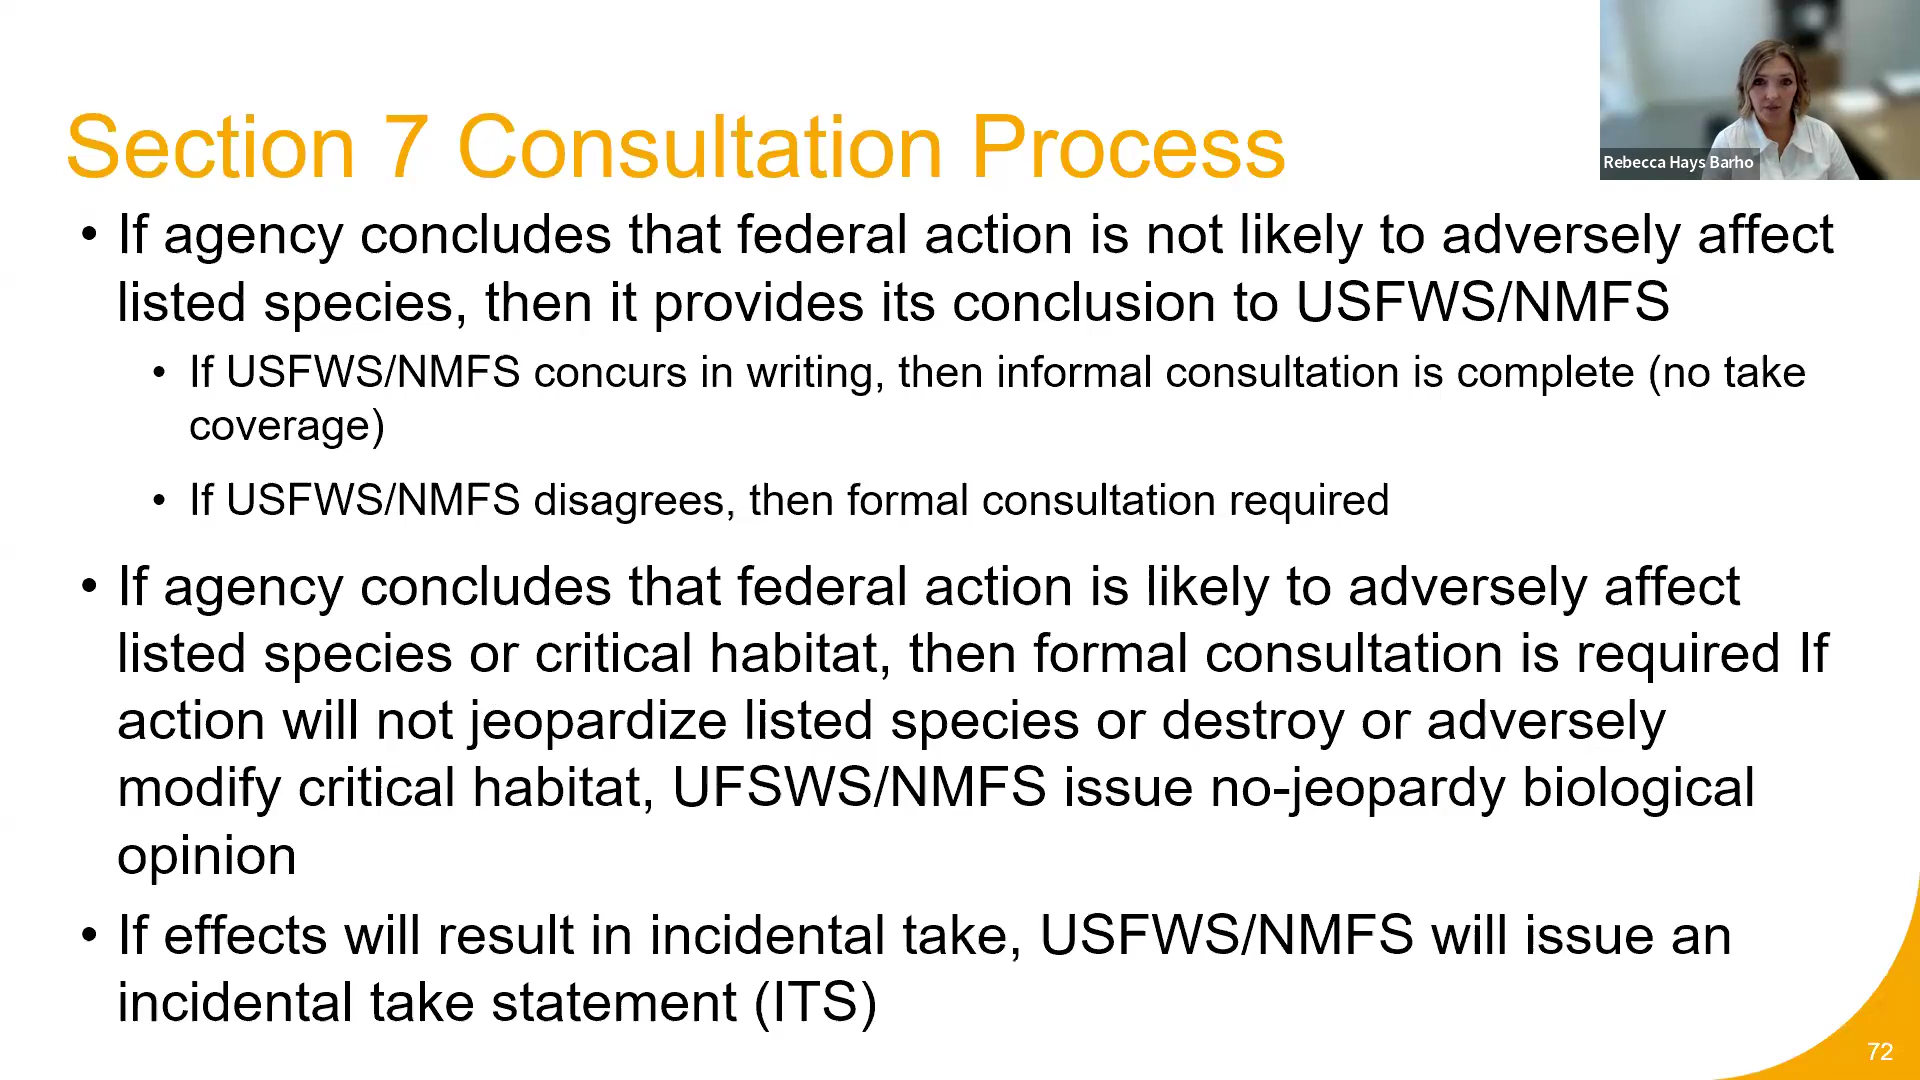 Section 7 Consultation Process
Rebecca Hays Barho
• If agency concludes that federal action is not likely to adversely affect
listed species, then it provides its conclusion to USFWS/NMFS
• If USFWS/NMFS concurs in writing, then informal consultation is complete (no take
coverage)
• If USFWS/NMFS disagrees, then formal consultation required
• If agency concludes that federal action is likely to adversely affect
listed species or critical habitat, then formal consultation is required If
action will not jeopardize listed species or destroy or adversely
modify critical habitat, UFSWS/NMFS issue no-jeopardy biological
opinion
• If effects will result in incidental take, USFWS/NMFS will issue an
incidental take statement (ITS)
72